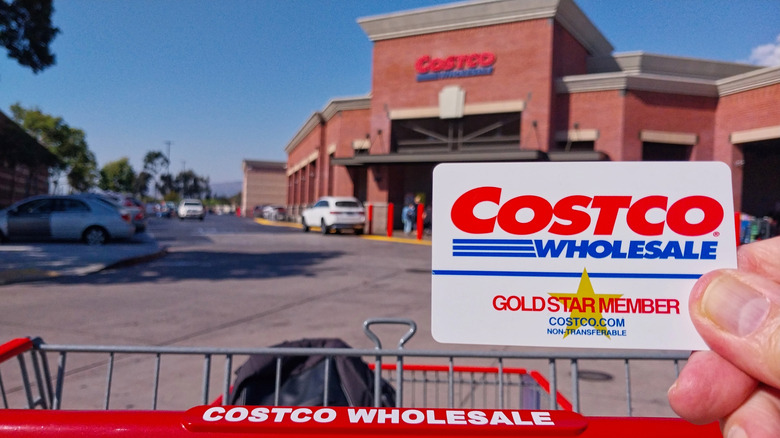 COSTCO
WHOLESALE
COSTCO
WHOLESALE
GOLD STAR MEMBER
COSTCO.COM
NON-TRANSFERABLE
COSTCO WHOLESALE